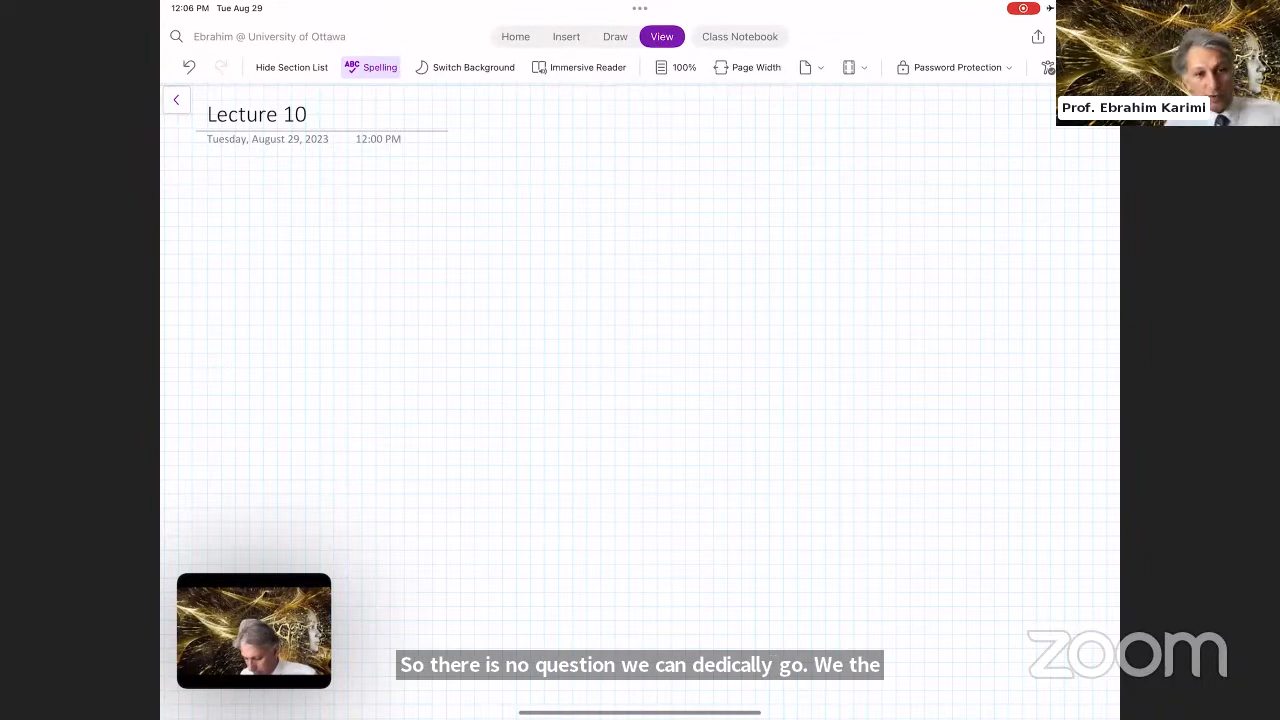 12:06 PM Tue Aug 29
Ebrahim @ University of Ottawa
Home Insert Draw View Class Notebook
Hide Section List ABC Spelling Switch Background Immersive Reader 100% Page Width Password Protection
Prof. Ebrahim Karimi
Lecture 10
Tuesday, August 29, 2023 12:00 PM
So there is no question we can dedically go. We the
zoom